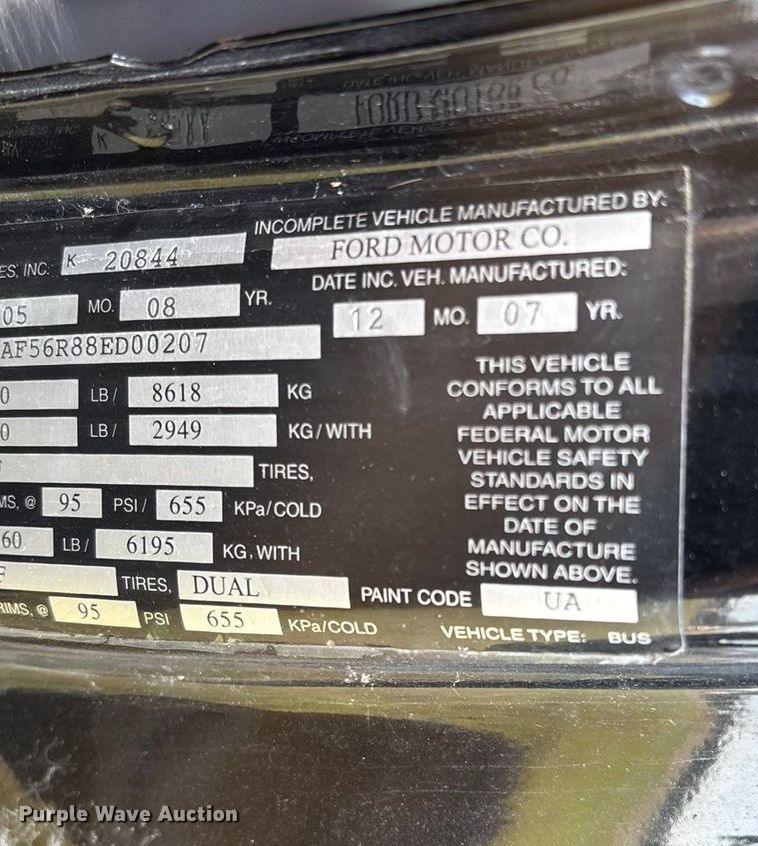 INCOMPLETE VEHICLE MANUFACTURED BY:
ES, INC. K 20844 FORD MOTOR CO.
DATE INC. VEH. MANUFACTURED:
05 MO. 08 YR. 12 MO. 07 YR.
AF56R88ED00207
0 LB/ 8618 KG
0 LB/ 2949 KG/WITH
TIRES,
MS, @ 95 PSI/ 655 KPa/COLD
60 LB/ 6195 KG. WITH
F TIRES, DUAL
RIMS, @ 95 PSI 655 KPa/COLD
THIS VEHICLE
CONFORMS TO ALL
APPLICABLE
FEDERAL MOTOR
VEHICLE SAFETY
STANDARDS IN
EFFECT ON THE
DATE OF
MANUFACTURE
SHOWN ABOVE.
PAINT CODE UA
VEHICLE TYPE: BUS
Purple Wave Auction